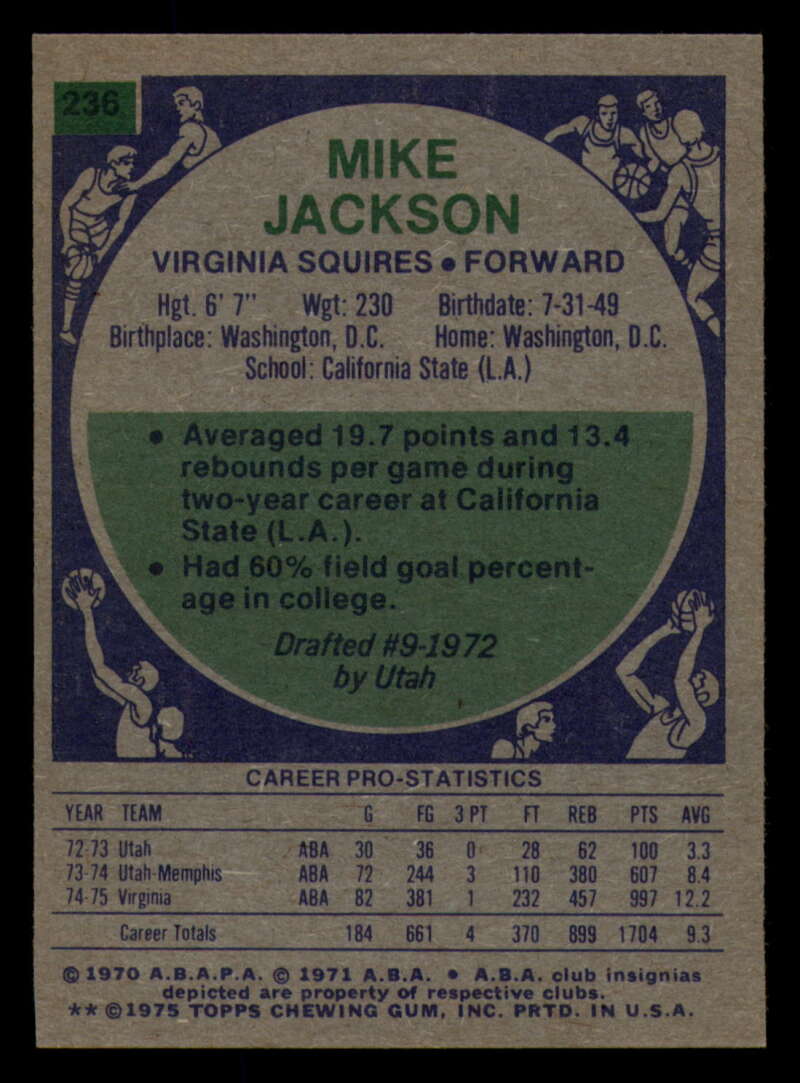 236
MIKE
JACKSON
VIRGINIA SQUIRES • FORWARD
Hgt. 6' 7" Wgt: 230 Birthdate: 7-31-49
Birthplace: Washington, D.C. Home: Washington, D.C.
School: California State (L.A.)
• Averaged 19.7 points and 13.4
rebounds per game during
two-year career at California
State (L.A.).
• Had 60% field goal percent-
age in college.
Drafted #9-1972
by Utah
CAREER PRO-STATISTICS
YEAR TEAM G FG 3 PT FT REB PTS AVG
72-73 Utah ABA 30 36 0 28 62 100 3.3
73-74 Utah-Memphis ABA 72 244 3 110 380 607 8.4
74-75 Virginia ABA 82 381 1 232 457 997 12.2
Career Totals 184 661 4 370 899 1704 9.3
© 1970 A.B.A.P.A. © 1971 A.B.A. • A.B.A. club insignias
depicted are property of respective clubs.
** ©1975 TOPPS CHEWING GUM, INC. PRTD. IN U.S.A.